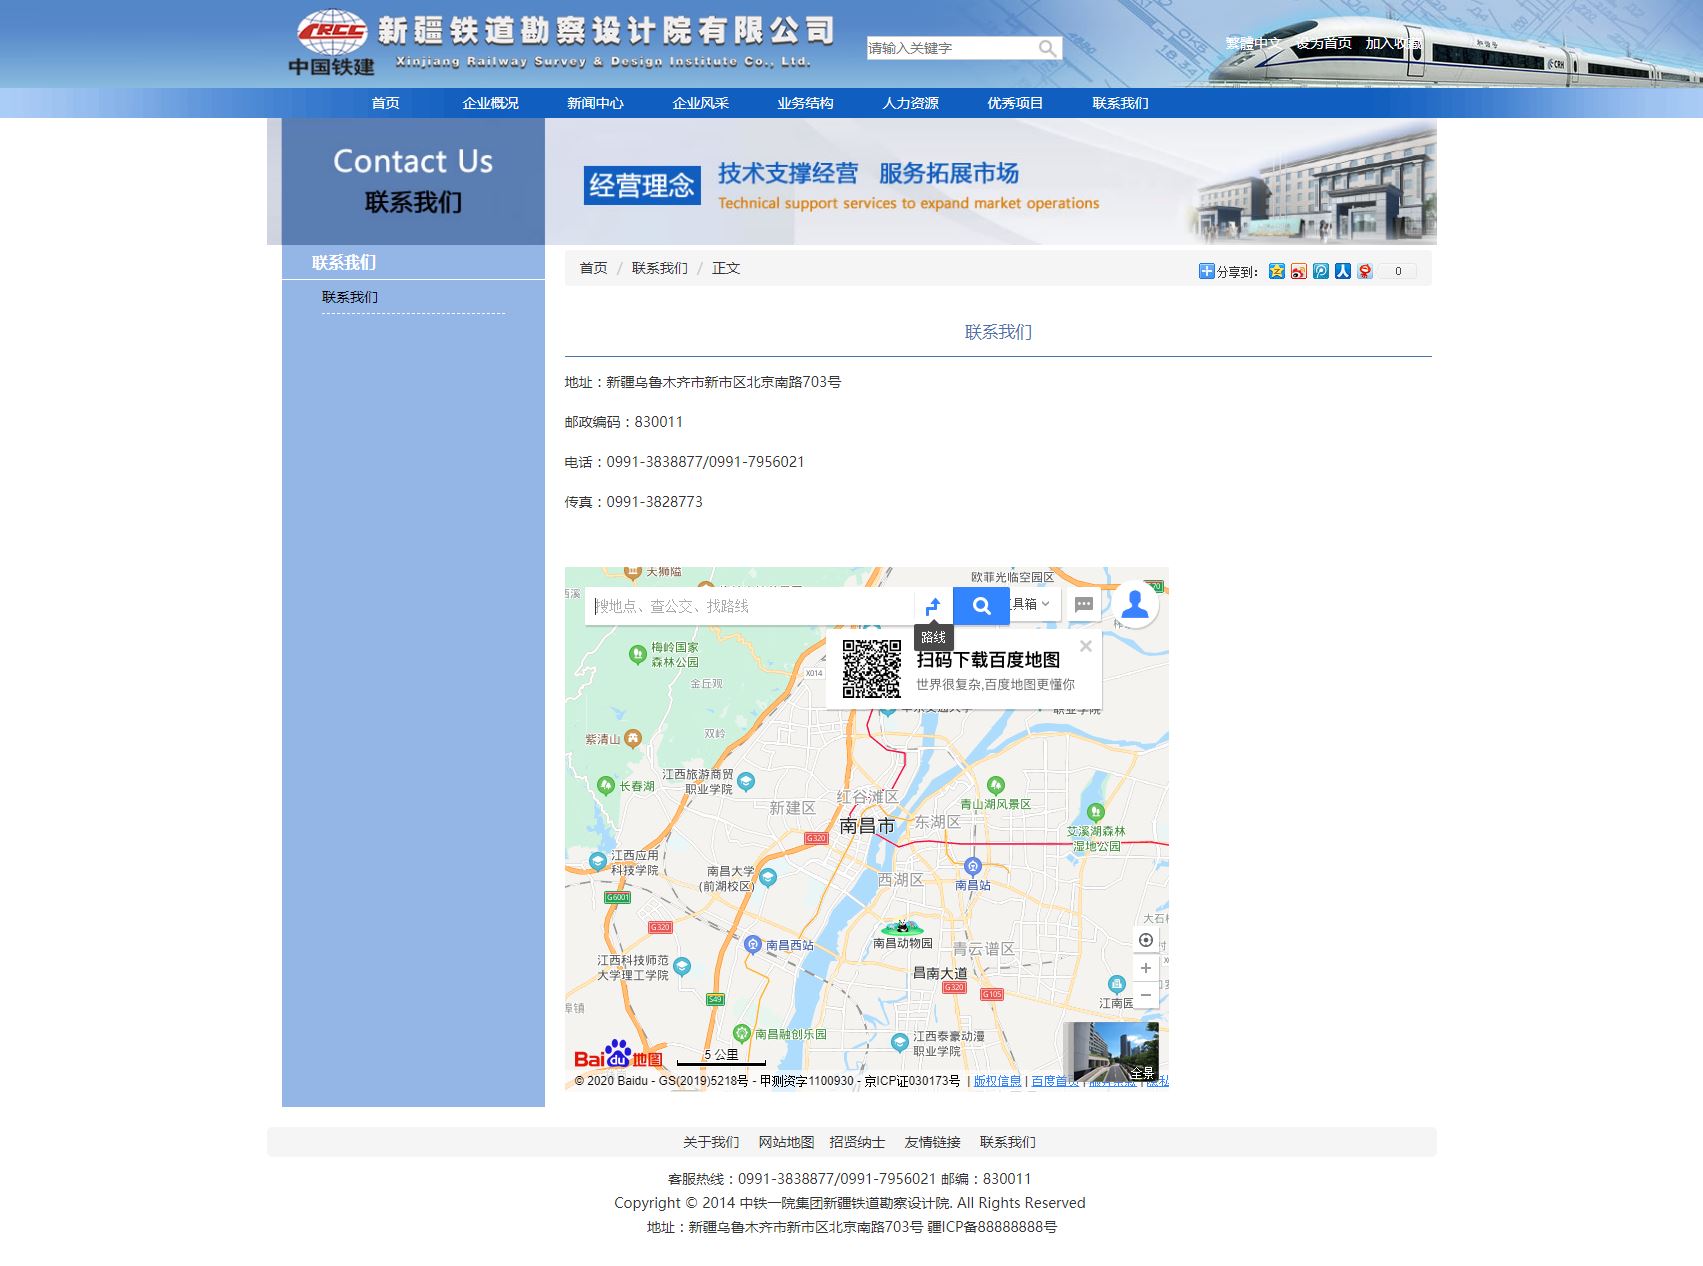 CRCC
中国铁建
新疆铁道勘察设计院有限公司
Xinjiang Railway Survey & Design Institute Co., Ltd.
请输入关键字
繁體中文 设为首页 加入收藏
和谐号
CRH
首页 企业概况 新闻中心 企业风采 业务结构 人力资源 优秀项目 联系我们
Contact Us
联系我们
经营理念
技术支撑经营 服务拓展市场
Technical support services to expand market operations
联系我们
联系我们
首页 / 联系我们 / 正文
分享到： 0
联系我们
地址：新疆乌鲁木齐市新市区北京南路703号
邮政编码：830011
电话：0991-3838877/0991-7956021
传真：0991-3828773
天狮隘
欧菲光临空园区
搜地点、查公交、找路线
具箱
路线
扫码下载百度地图
世界很复杂,百度地图更懂你
梅岭国家
森林公园
X014
金丘观
职业学院
双岭
紫清山
江西旅游商贸
职业学院
长春湖
新建区
红谷滩区
青山湖风景区
南昌市
东湖区
艾溪湖森林
湿地公园
G320
江西应用
科技学院
南昌大学
(前湖校区)
西湖区
南昌站
G6001
G320
南昌西站
南昌动物园
青云谱区
江西科技师范
大学理工学院
昌南大道
G320
G105
S49
江南园
南昌融创乐园
江西泰豪动漫
职业学院
Bai du 地图
5 公里
全景
© 2020 Baidu - GS(2019)5218号 - 甲测资字1100930 - 京ICP证030173号 | 版权信息 | 百度首页
关于我们 网站地图 招贤纳士 友情链接 联系我们
客服热线：0991-3838877/0991-7956021 邮编：830011
Copyright © 2014 中铁一院集团新疆铁道勘察设计院. All Rights Reserved
地址：新疆乌鲁木齐市新市区北京南路703号 疆ICP备88888888号